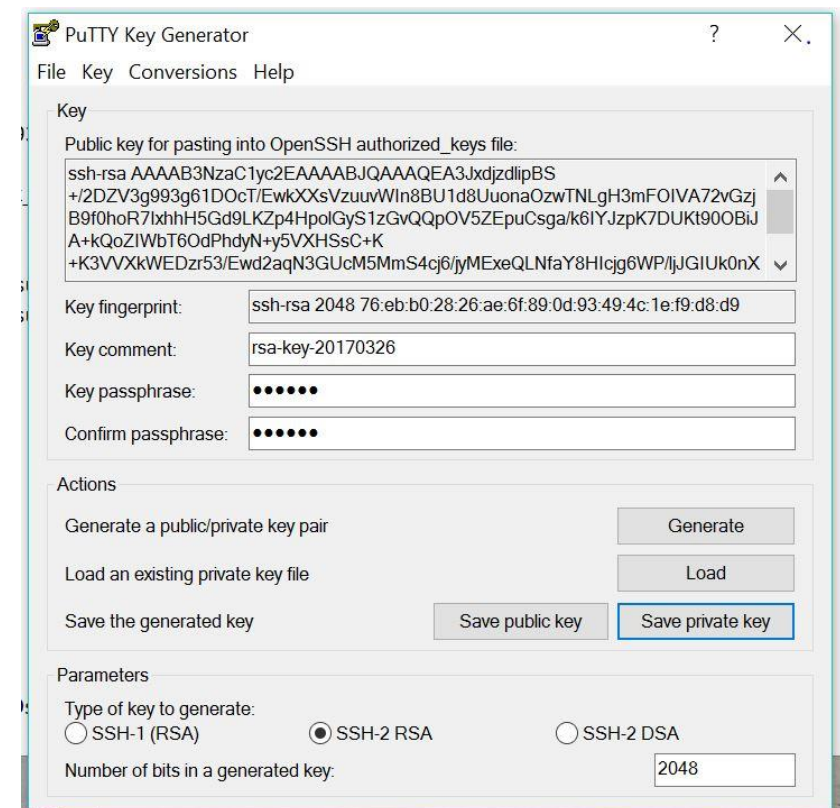 PuTTY Key Generator
?
File Key Conversions Help
Key
Public key for pasting into OpenSSH authorized_keys file:
ssh-rsa AAAAB3NzaC1yc2EAAAABJQAAAQEA3JxdjzdlipBS
+/2DZV3g993g61DOcT/EwkXXsVzuuvWIn8BU1d8UuonaOzwTNLgH3mFOIVA72vGzj
B9f0hoR7IxhhH5Gd9LKZp4HpolGyS1zGvQQpOV5ZEpuCsga/k6IYJzpK7DUKt90OBiJ
A+kQoZIWbT6OdPhdyN+y5VXHSsC+K
+K3VVXkWEDzr53/Ewd2aqN3GUcM5MmS4cj6/jyMExeQLNfaY8HIcjg6WP/ljJGIUk0nX
Key fingerprint: ssh-rsa 2048 76:eb:b0:28:26:ae:6f:89:0d:93:49:4c:1e:f9:d8:d9
Key comment: rsa-key-20170326
Key passphrase: ●●●●●●
Confirm passphrase: ●●●●●●
Actions
Generate a public/private key pair Generate
Load an existing private key file Load
Save the generated key Save public key Save private key
Parameters
Type of key to generate:
SSH-1 (RSA) SSH-2 RSA SSH-2 DSA
Number of bits in a generated key: 2048